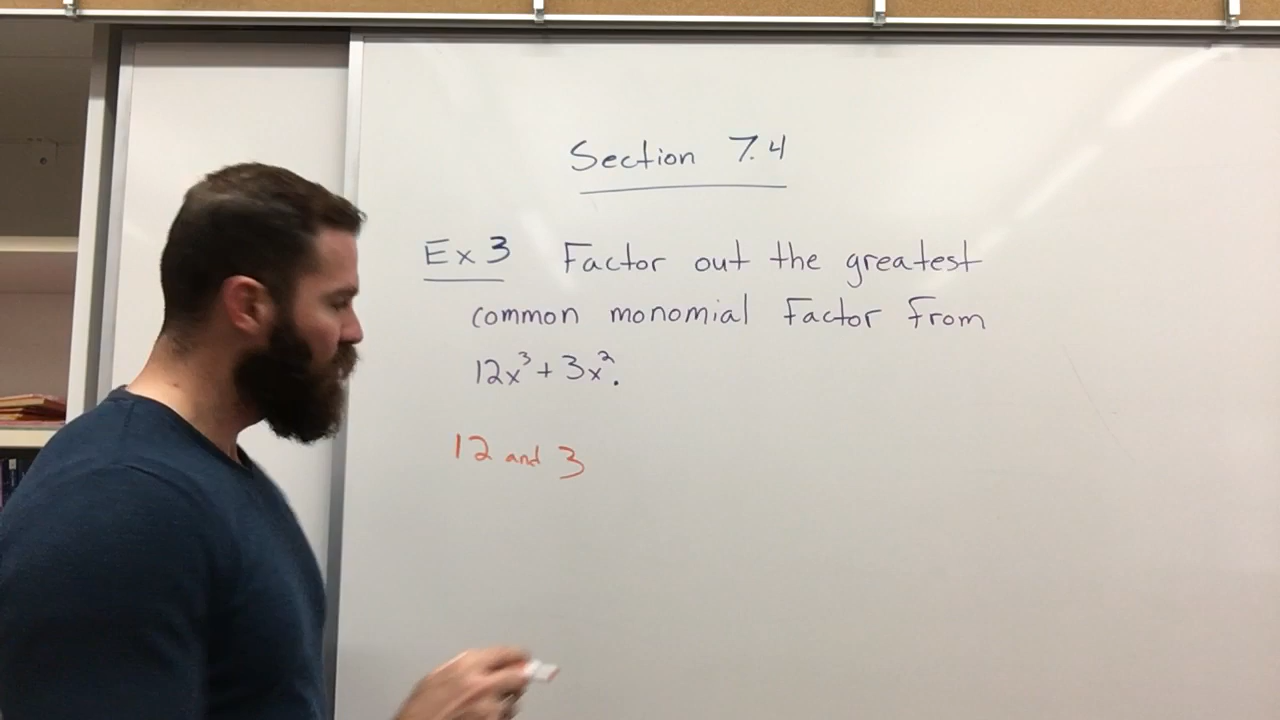 Section 7.4
Ex 3 Factor out the greatest
common monomial factor from
12x³ + 3x².
12 and 3